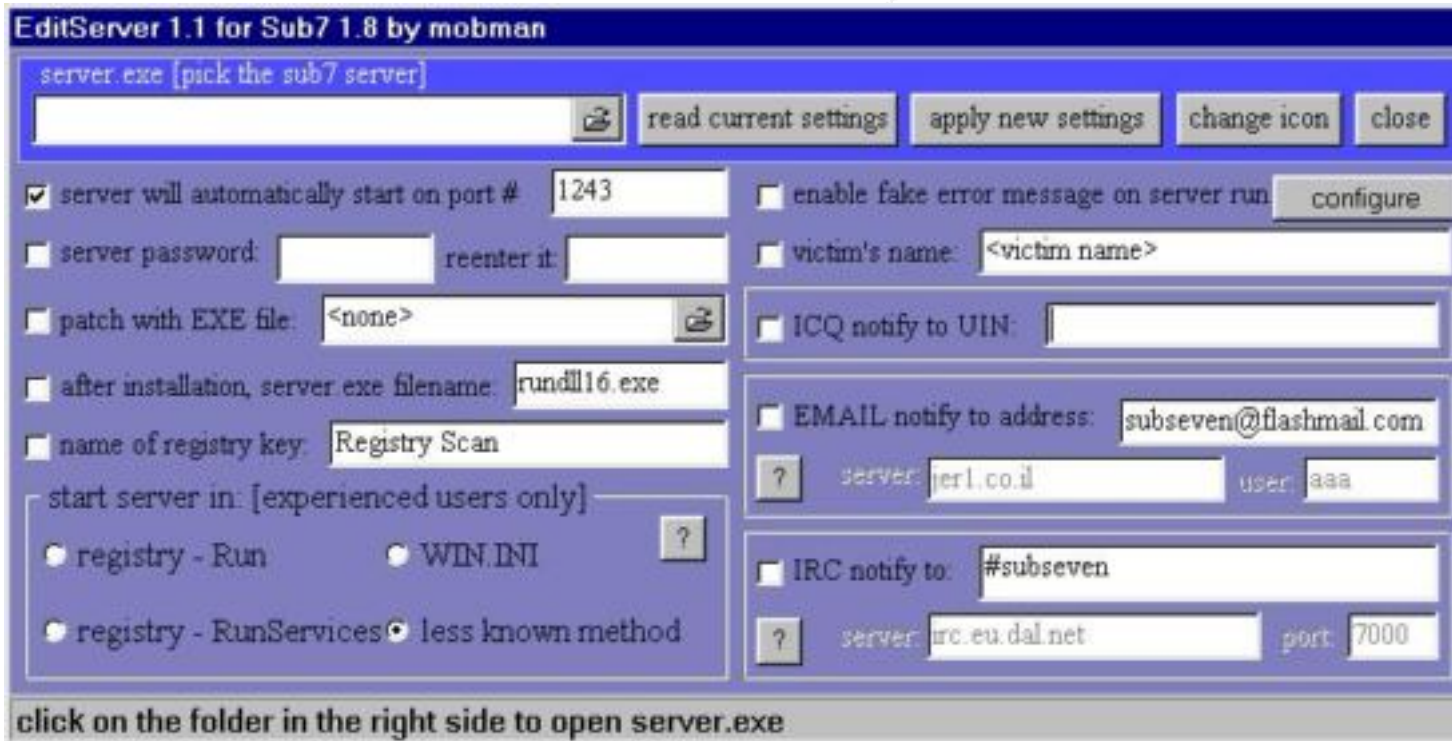 EditServer 1.1 for Sub7 1.8 by mobman
server.exe [pick the sub7 server]
read current settings
apply new settings
change icon
close
server will automatically start on port # 1243
server password:
reenter it:
patch with EXE file: <none>
after installation, server exe filename: rundll16.exe
name of registry key: Registry Scan
start server in: [experienced users only]
?
registry - Run
WIN.INI
registry - RunServices
less known method
enable fake error message on server run
configure
victim's name: <victim name>
ICQ notify to UIN:
EMAIL notify to address: subseven@flashmail.com
? server: jer1.co.il user: aaa
IRC notify to: #subseven
? server: irc.eu.dal.net port: 7000
click on the folder in the right side to open server.exe